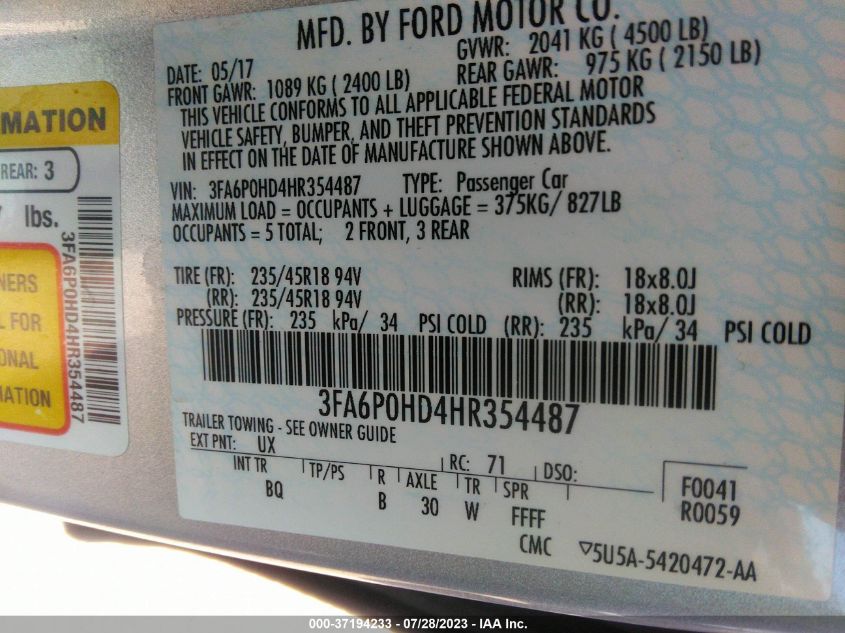 MFD. BY FORD MOTOR CO.
DATE: 05/17 GVWR: 2041 KG ( 4500 LB)
FRONT GAWR: 1089 KG ( 2400 LB) REAR GAWR: 975 KG ( 2150 LB)
THIS VEHICLE CONFORMS TO ALL APPLICABLE FEDERAL MOTOR
VEHICLE SAFETY, BUMPER, AND THEFT PREVENTION STANDARDS
IN EFFECT ON THE DATE OF MANUFACTURE SHOWN ABOVE.
VIN: 3FA6P0HD4HR354487 TYPE: Passenger Car
MAXIMUM LOAD = OCCUPANTS + LUGGAGE = 375KG/ 827LB
OCCUPANTS = 5 TOTAL; 2 FRONT, 3 REAR
TIRE (FR): 235/45R18 94V RIMS (FR): 18x8.0J
(RR): 235/45R18 94V (RR): 18x8.0J
PRESSURE (FR): 235 kPa/ 34 PSI COLD (RR): 235 kPa/ 34 PSI COLD
3FA6P0HD4HR354487
TRAILER TOWING - SEE OWNER GUIDE
EXT PNT: UX RC: 71 DSO:
INT TR TP/PS R AXLE TR SPR F0041
BQ B 30 W FFFF R0059
CMC ▽5U5A-5420472-AA
RMATION
REAR: 3
lbs.
NERS
L FOR
ONAL
MATION
3FA6P0HD4HR354487
000-37194233 / 07/28/2023 / IAA Inc.